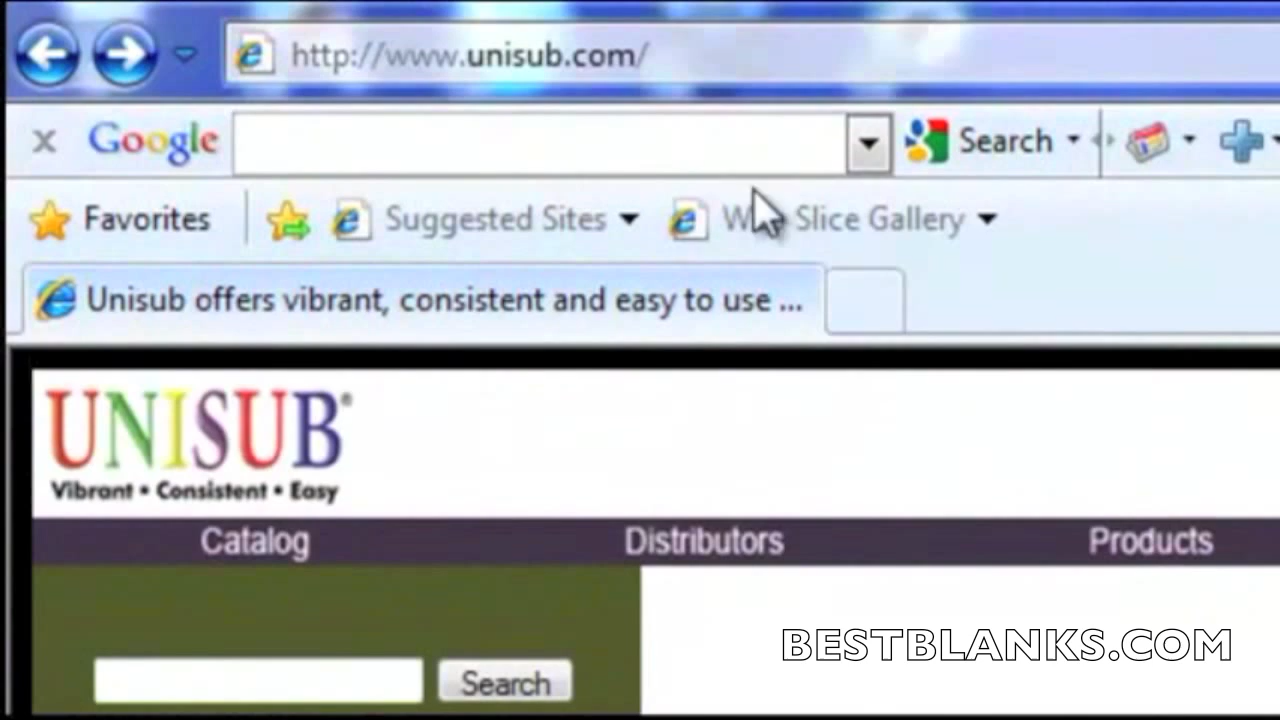 http://www.unisub.com/
Google
Search
Favorites
Suggested Sites
Slice Gallery
Unisub offers vibrant, consistent and easy to use ...
UNISUB®
Vibrant • Consistent • Easy
Catalog
Distributors
Products
Search
BESTBLANKS.COM